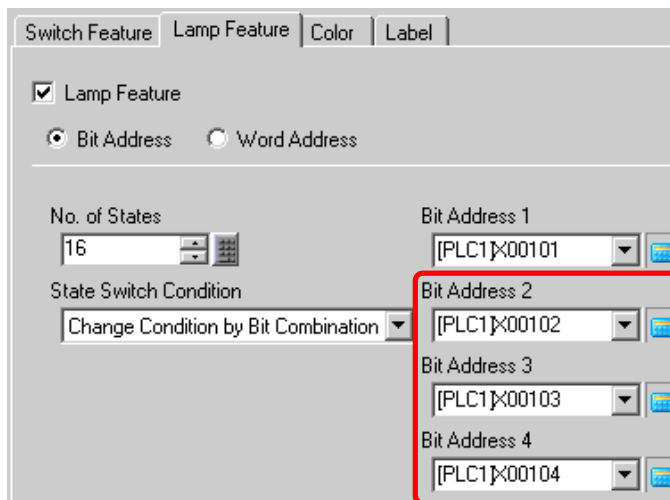 Switch Feature Lamp Feature Color Label
Lamp Feature
Bit Address Word Address
No. of States Bit Address 1
16 [PLC1]X00101
State Switch Condition Bit Address 2
Change Condition by Bit Combination [PLC1]X00102
Bit Address 3
[PLC1]X00103
Bit Address 4
[PLC1]X00104